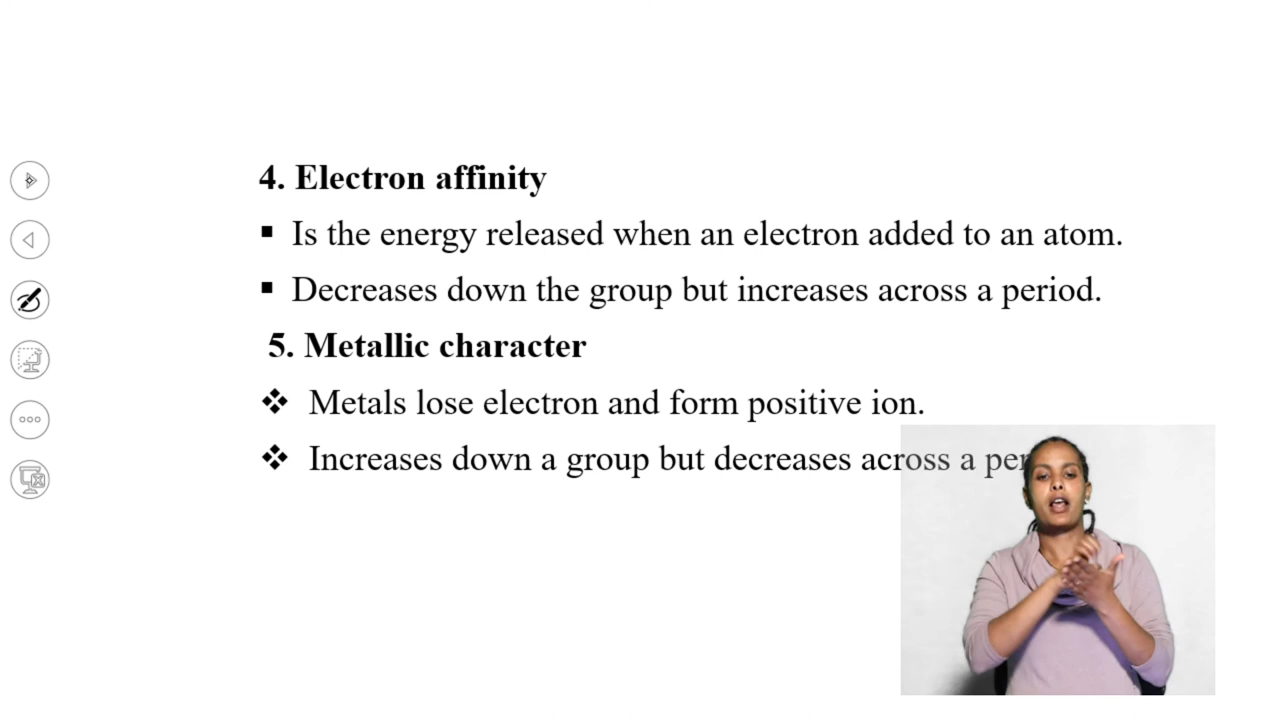 4. Electron affinity
▪ Is the energy released when an electron added to an atom.
▪ Decreases down the group but increases across a period.
5. Metallic character
❖ Metals lose electron and form positive ion.
❖ Increases down a group but decreases across a